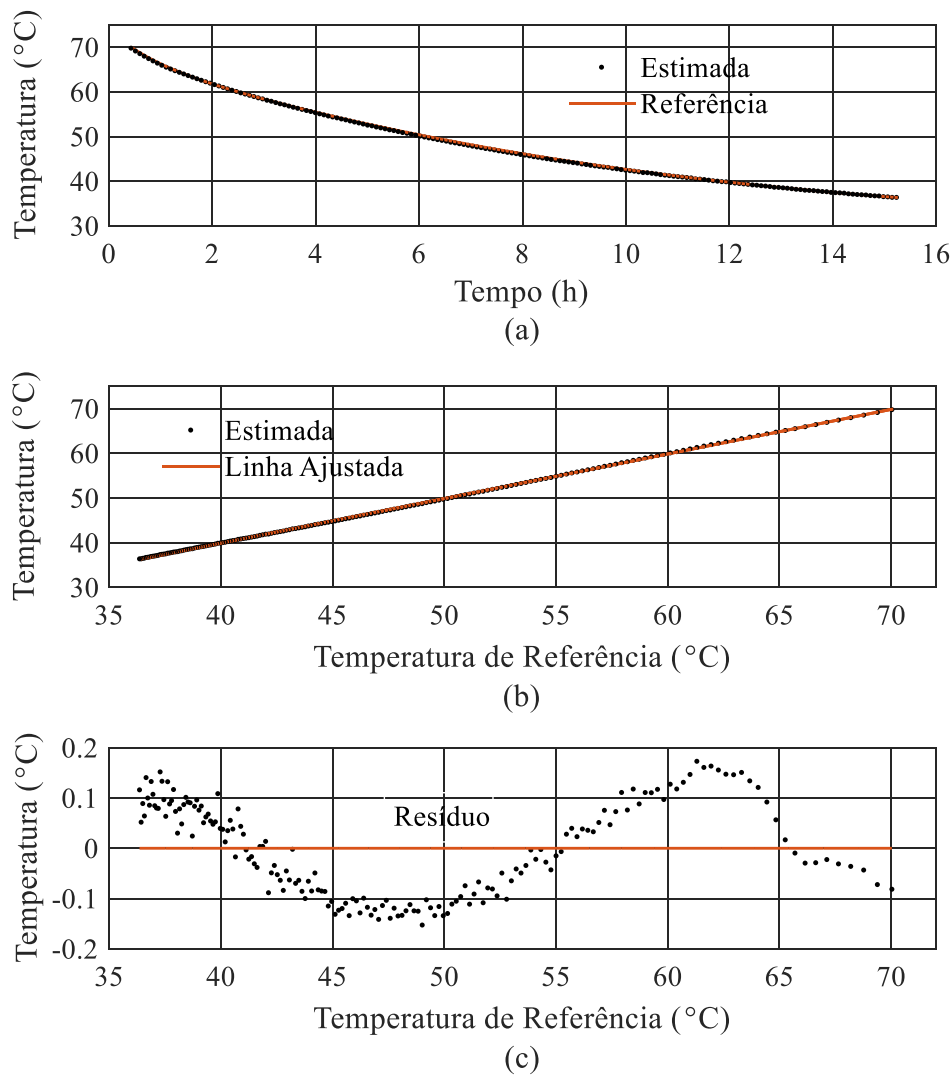 Temperatura (°C)
70
60
50
40
30
Estimada
Referência
0 2 4 6 8 10 12 14 16
Tempo (h)
(a)
Temperatura (°C)
70
60
50
40
30
Estimada
Linha Ajustada
35 40 45 50 55 60 65 70
Temperatura de Referência (°C)
(b)
Temperatura (°C)
0.2
0.1
0
-0.1
-0.2
Resíduo
35 40 45 50 55 60 65 70
Temperatura de Referência (°C)
(c)